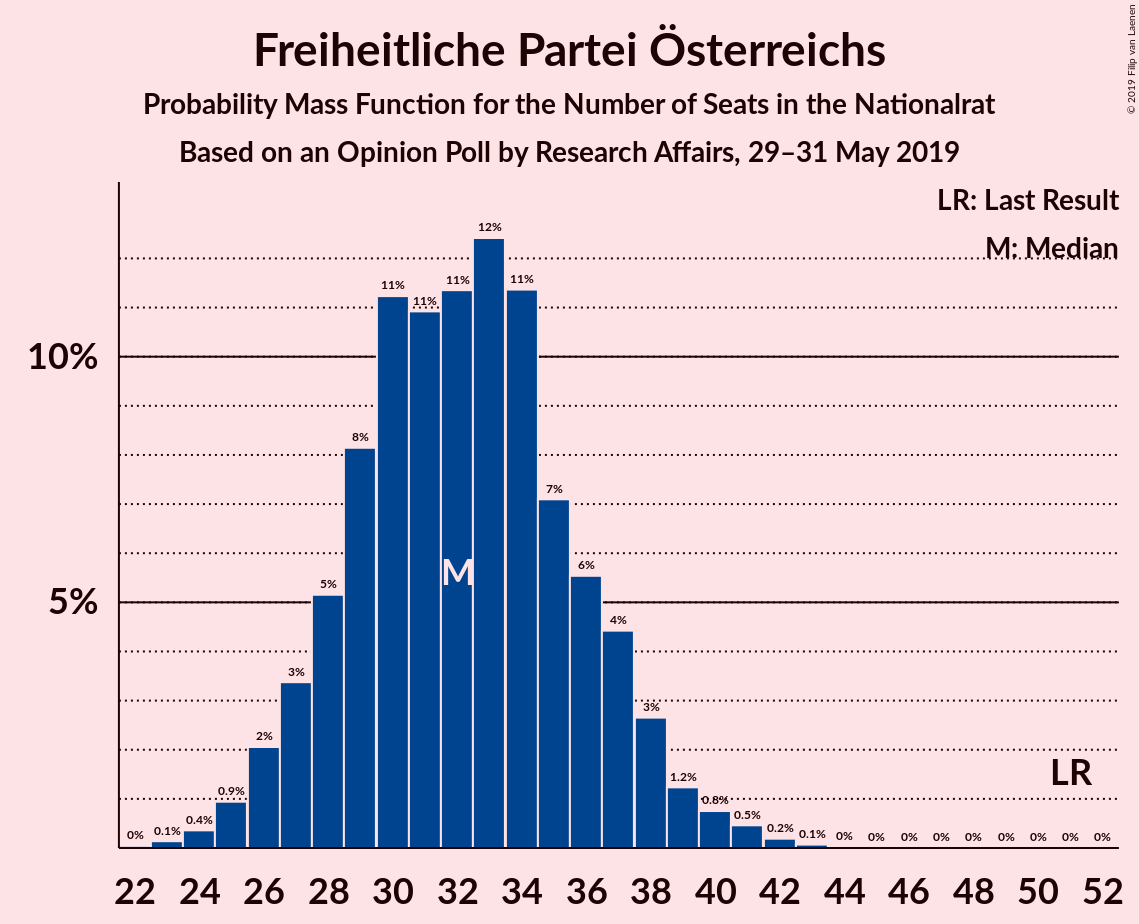 Freiheitliche Partei Österreichs
Probability Mass Function for the Number of Seats in the Nationalrat
Based on an Opinion Poll by Research Affairs, 29–31 May 2019
© 2019 Filip van Laenen
LR: Last Result
M: Median
10%
5%
0% 0.1% 0.4% 0.9% 2% 3% 5% 8% 11% 11% 11% 12% 11% 7% 6% 4% 3% 1.2% 0.8% 0.5% 0.2% 0.1% 0% 0% 0% 0% 0% 0% 0% 0% 0%
M
LR
22 24 26 28 30 32 34 36 38 40 42 44 46 48 50 52